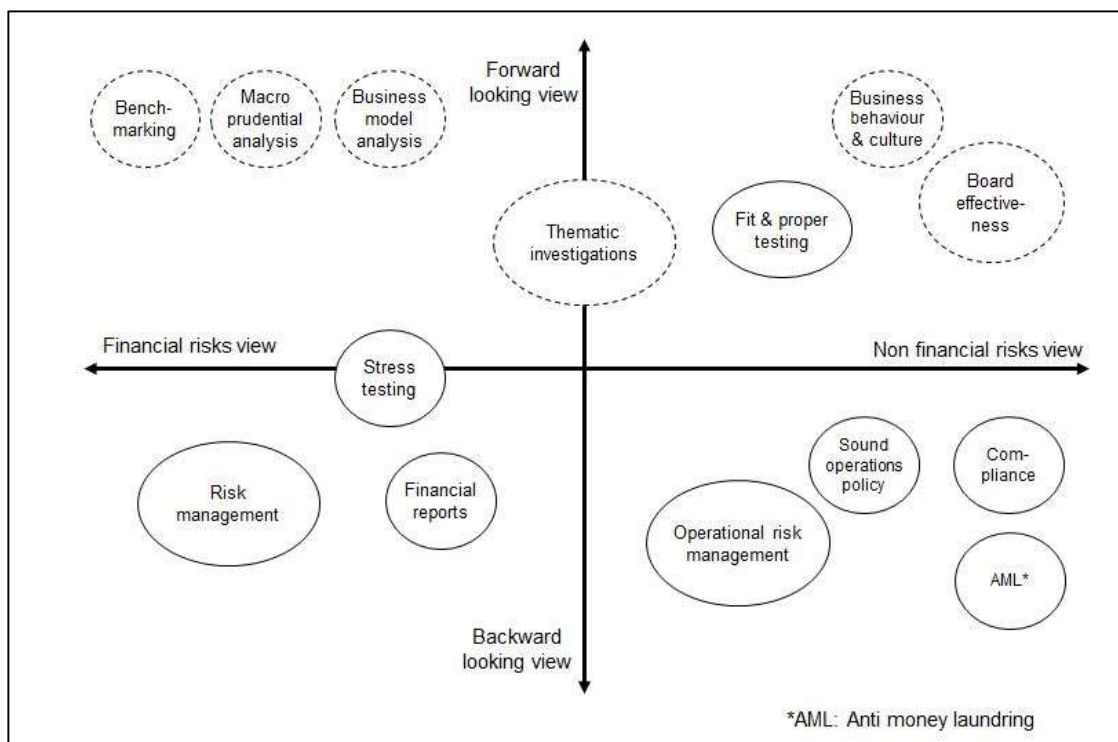 Forward
looking view
Bench-
marking
Macro
prudential
analysis
Business
model
analysis
Business
behaviour
& culture
Board
effective-
ness
Fit & proper
testing
Thematic
investigations
Financial risks view
Non financial risks view
Stress
testing
Risk
management
Financial
reports
Sound
operations
policy
Com-
pliance
Operational risk
management
AML*
Backward
looking view
*AML: Anti money laundring